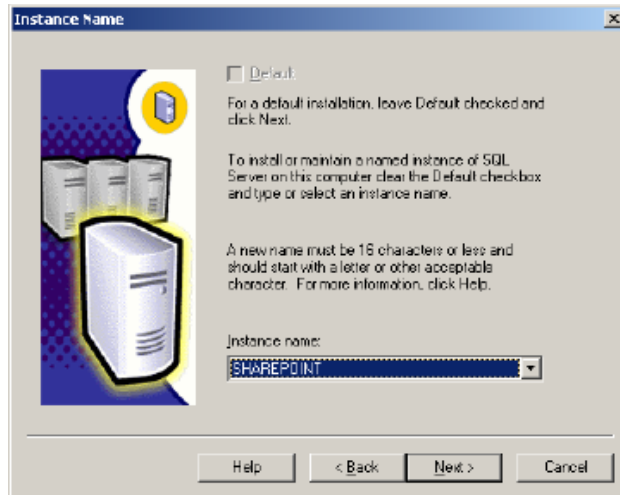 Instance Name
Default
For a default installation, leave Default checked and
click Next.
To install or maintain a named instance of SQL
Server on this computer clear the Default checkbox
and type or select an instance name.
A new name must be 16 characters or less and
should start with a letter or other acceptable
character. For more information, click Help.
Instance name:
SHAREPOINT
Help
< Back
Next >
Cancel